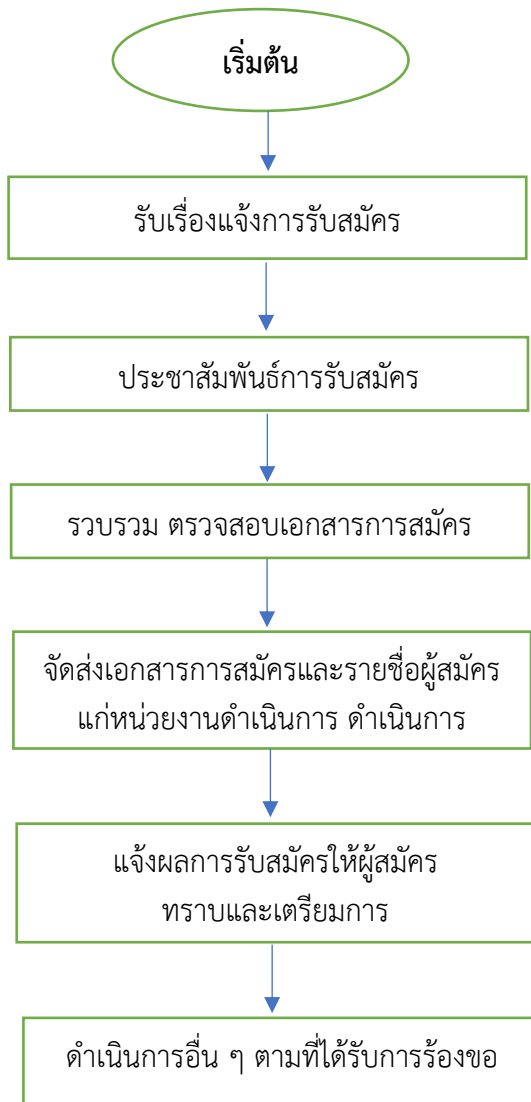 เริ่มต้น
รับเรื่องแจ้งการรับสมัคร
ประชาสัมพันธ์การรับสมัคร
รวบรวม ตรวจสอบเอกสารการสมัคร
จัดส่งเอกสารการสมัครและรายชื่อผู้สมัคร
แก่หน่วยงานดำเนินการ ดำเนินการ
แจ้งผลการรับสมัครให้ผู้สมัคร
ทราบและเตรียมการ
ดำเนินการอื่น ๆ ตามที่ได้รับการร้องขอ